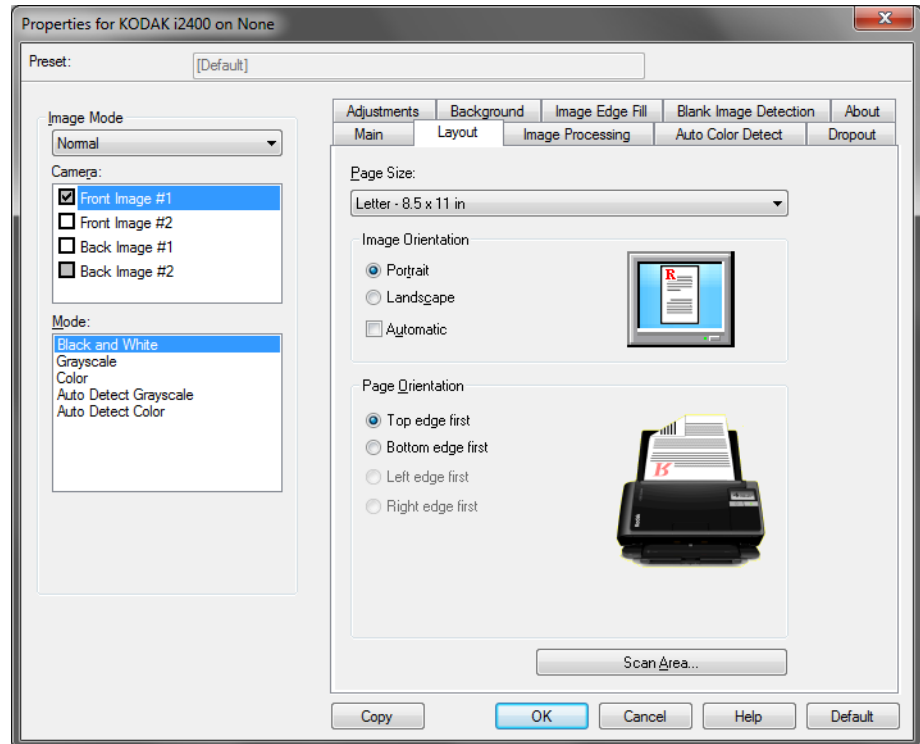 Properties for KODAK i2400 on None
Preset:
[Default]
Image Mode
Normal
Camera:
Front Image #1
Front Image #2
Back Image #1
Back Image #2
Mode:
Black and White
Grayscale
Color
Auto Detect Grayscale
Auto Detect Color
Adjustments Background Image Edge Fill Blank Image Detection About
Main Layout Image Processing Auto Color Detect Dropout
Page Size:
Letter - 8.5 x 11 in
Image Orientation
Portrait
Landscape
Automatic
R
Page Orientation
Top edge first
Bottom edge first
Left edge first
Right edge first
R
Kodak
Scan Area...
Copy OK Cancel Help Default